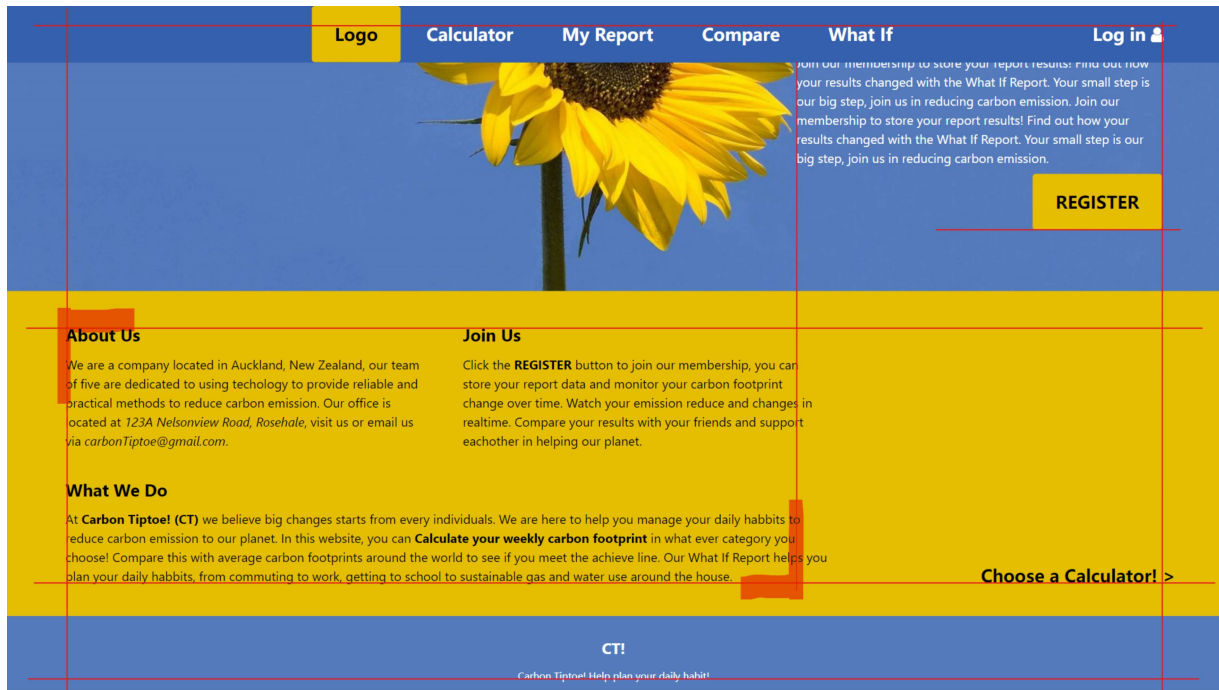 Logo
Calculator
My Report
Compare
What If
Log in
Join our membership to store your report results! Find out how
your results changed with the What If Report. Your small step is
our big step, join us in reducing carbon emission. Join our
membership to store your report results! Find out how your
results changed with the What If Report. Your small step is our
big step, join us in reducing carbon emission.
REGISTER
About Us
We are a company located in Auckland, New Zealand, our team
of five are dedicated to using techology to provide reliable and
practical methods to reduce carbon emission. Our office is
located at 123A Nelsonview Road, Rosehale, visit us or email us
via carbonTiptoe@gmail.com.
Join Us
Click the REGISTER button to join our membership, you can
store your report data and monitor your carbon footprint
change over time. Watch your emission reduce and changes in
realtime. Compare your results with your friends and support
eachother in helping our planet.
What We Do
At Carbon Tiptoe! (CT) we believe big changes starts from every individuals. We are here to help you manage your daily habbits to
reduce carbon emission to our planet. In this website, you can Calculate your weekly carbon footprint in what ever category you
choose! Compare this with average carbon footprints around the world to see if you meet the achieve line. Our What If Report helps you
plan your daily habbits, from commuting to work, getting to school to sustainable gas and water use around the house.
Choose a Calculator! >
CT!
Carbon Tiptoe! Help plan your daily habit!